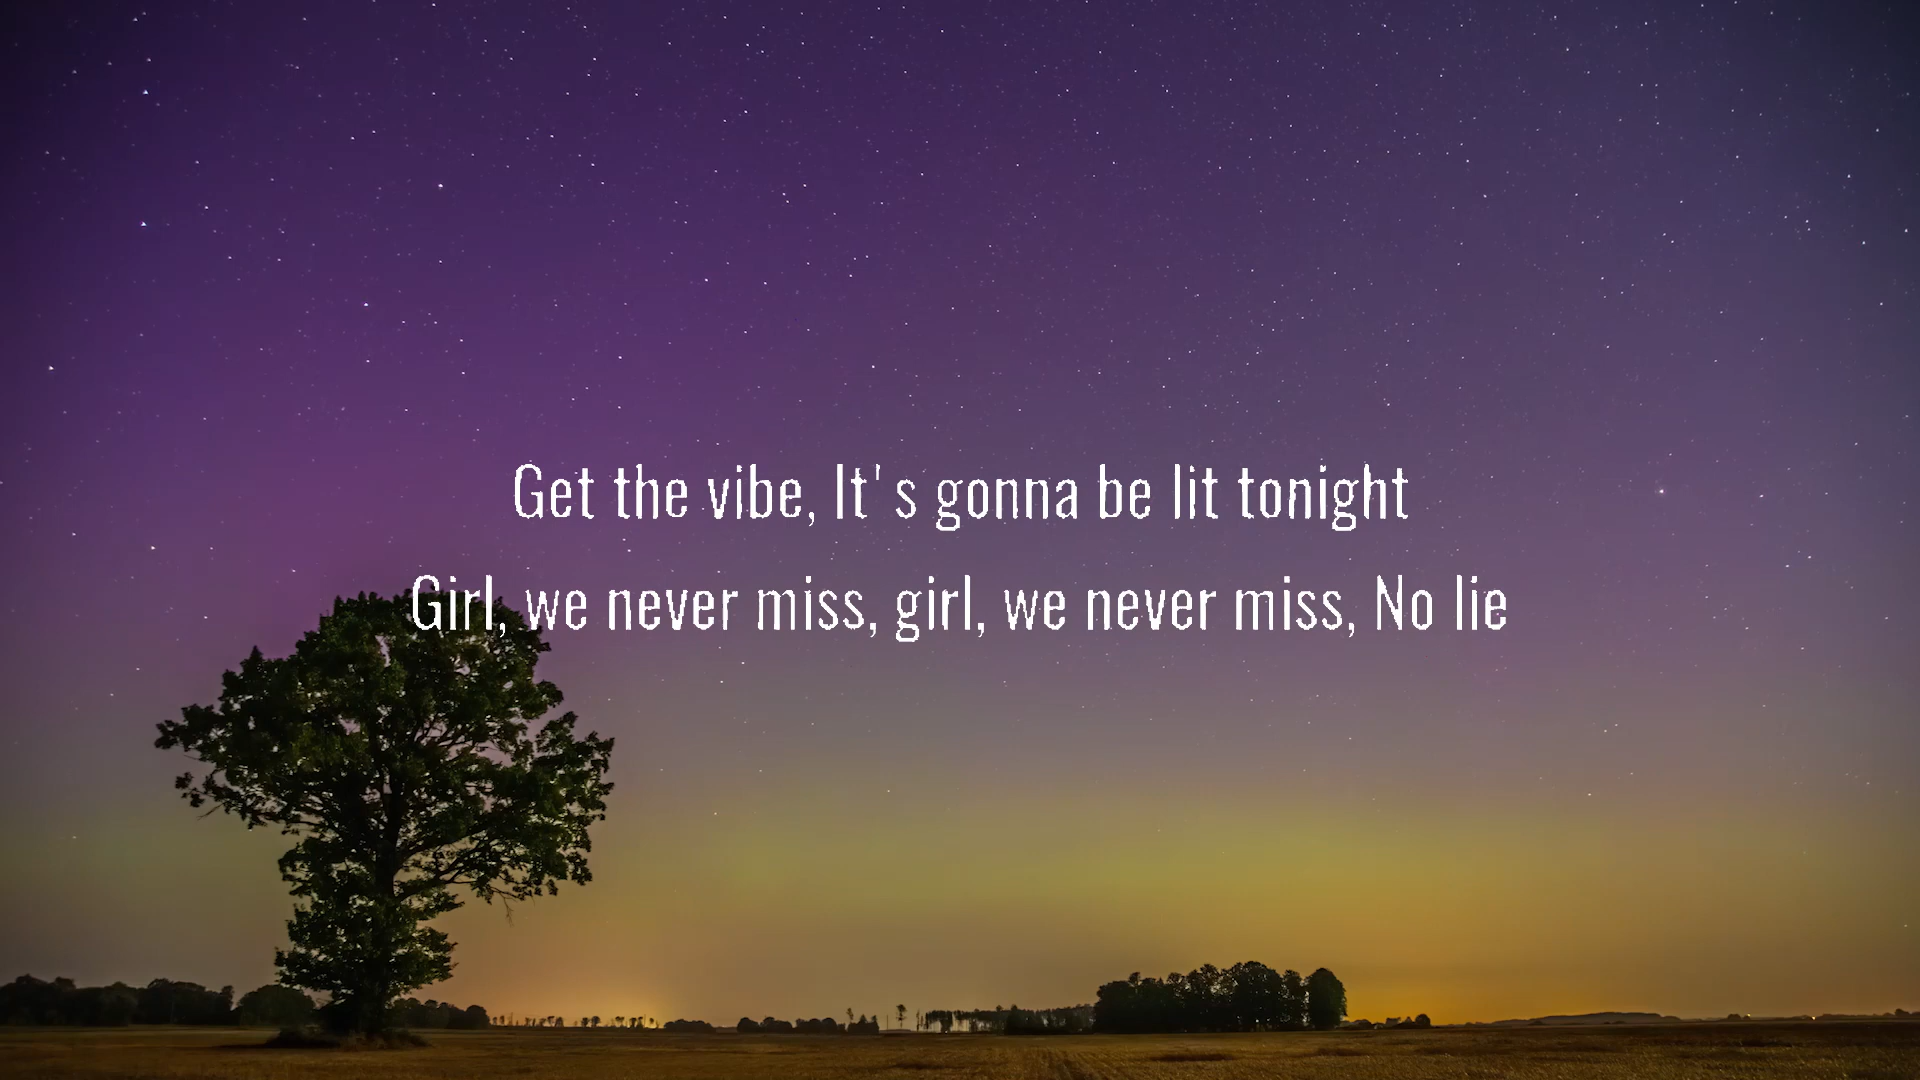 Get the vibe, It's gonna be lit tonight
Girl, we never miss, girl, we never miss, No lie